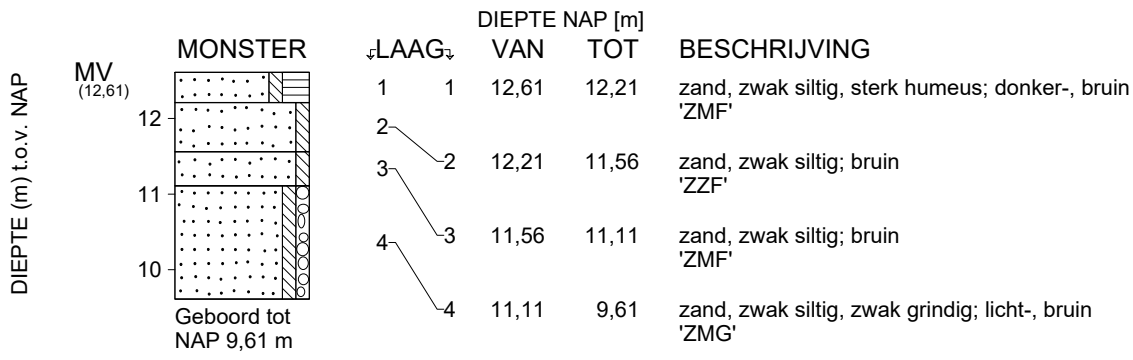 DIEPTE NAP [m]
MONSTER LAAG VAN TOT BESCHRIJVING
MV
(12,61)
DIEPTE (m) t.o.v. NAP
12
11
10
1 1 12,61 12,21 zand, zwak siltig, sterk humeus; donker-, bruin
'ZMF'
2
2 12,21 11,56 zand, zwak siltig; bruin
'ZZF'
3
3 11,56 11,11 zand, zwak siltig; bruin
'ZMF'
4
4 11,11 9,61 zand, zwak siltig, zwak grindig; licht-, bruin
'ZMG'
Geboord tot
NAP 9,61 m